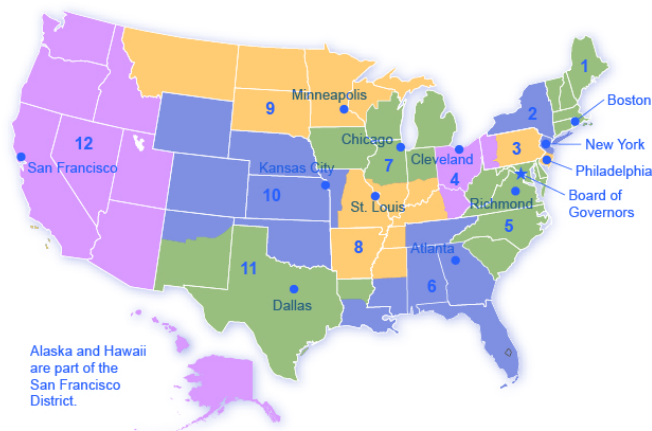 1
Minneapolis
9
2
Boston
Chicago
12
3
New York
San Francisco
7
Cleveland
Kansas City
4
Philadelphia
10
St. Louis
Richmond
Board of
Governors
5
8
Atlanta
11
6
Dallas
Alaska and Hawaii
are part of the
San Francisco
District.